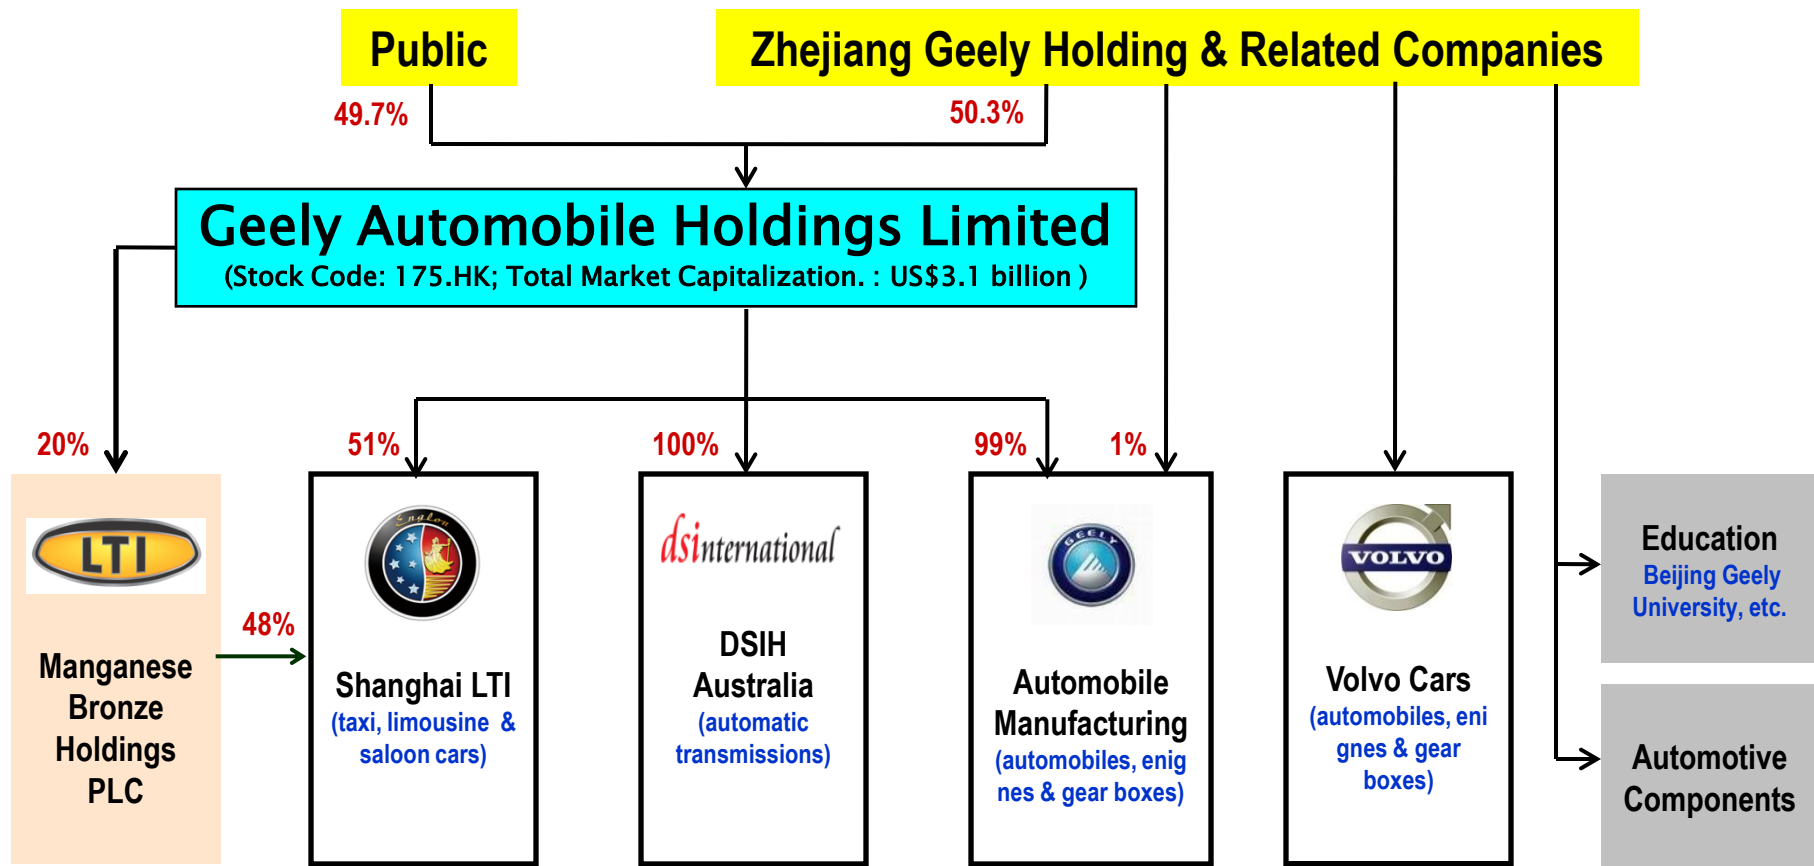 Public
Zhejiang Geely Holding & Related Companies
49.7%
50.3%
Geely Automobile Holdings Limited
(Stock Code: 175.HK; Total Market Capitalization. : US$3.1 billion )
20%
51%
100%
99%
1%
LTI
Manganese
Bronze
Holdings
PLC
48%
Englon
Shanghai LTI
(taxi, limousine &
saloon cars)
dsinternational
DSIH
Australia
(automatic
transmissions)
GEELY
Automobile
Manufacturing
(automobiles, enig
nes & gear boxes)
VOLVO
Volvo Cars
(automobiles, eni
gnes & gear
boxes)
Education
Beijing Geely
University, etc.
Automotive
Components